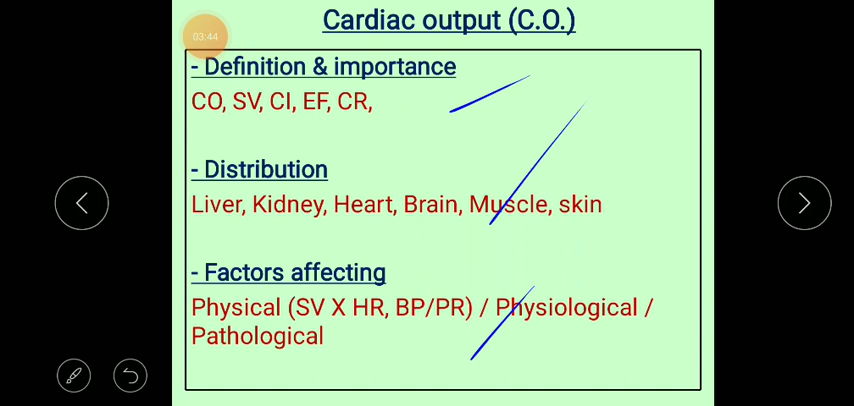 Cardiac output (C.O.)
03:44
- Definition & importance
CO, SV, CI, EF, CR,
- Distribution
Liver, Kidney, Heart, Brain, Muscle, skin
- Factors affecting
Physical (SV X HR, BP/PR) / Physiological /
Pathological